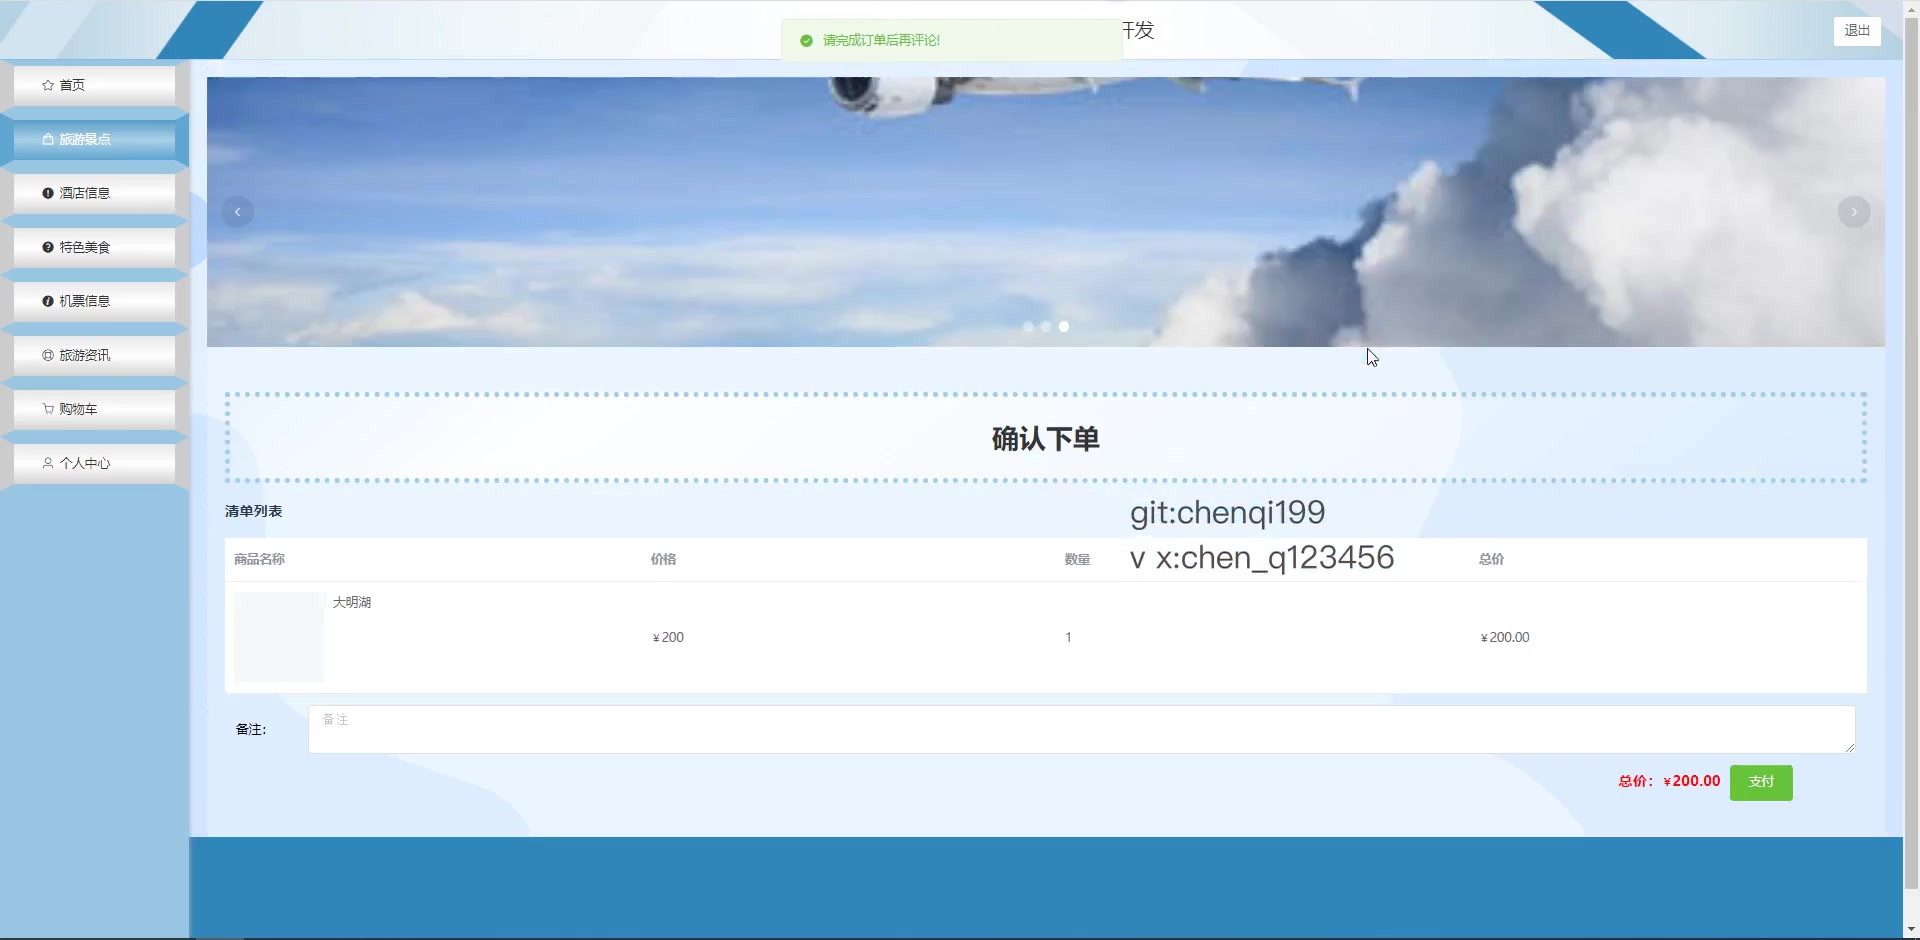 开发
请完成订单后再评论!
退出
首页
旅游景点
酒店信息
特色美食
机票信息
旅游资讯
购物车
个人中心
确认下单
清单列表
git:chenqi199
v x:chen_q123456
商品名称 价格 数量 总价
大明湖
¥200 1 ¥200.00
备注: 备注
总价: ¥200.00 支付